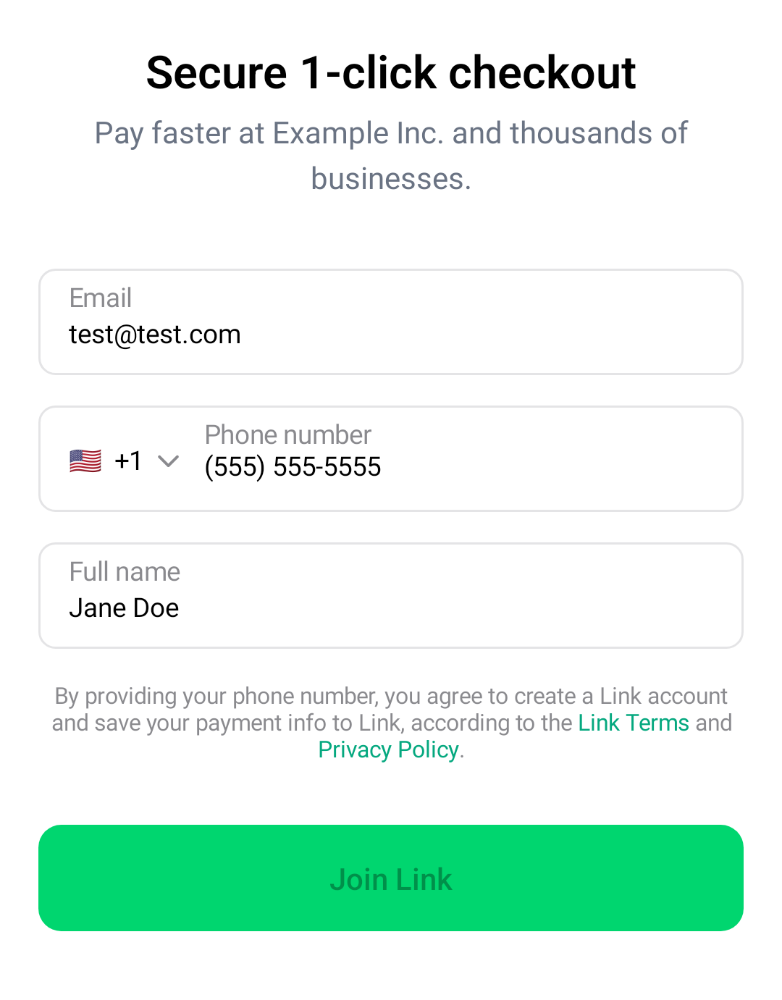 Secure 1-click checkout
Pay faster at Example Inc. and thousands of
businesses.
Email
test@test.com
Phone number
+1 (555) 555-5555
Full name
Jane Doe
By providing your phone number, you agree to create a Link account
and save your payment info to Link, according to the Link Terms and
Privacy Policy.
Join Link